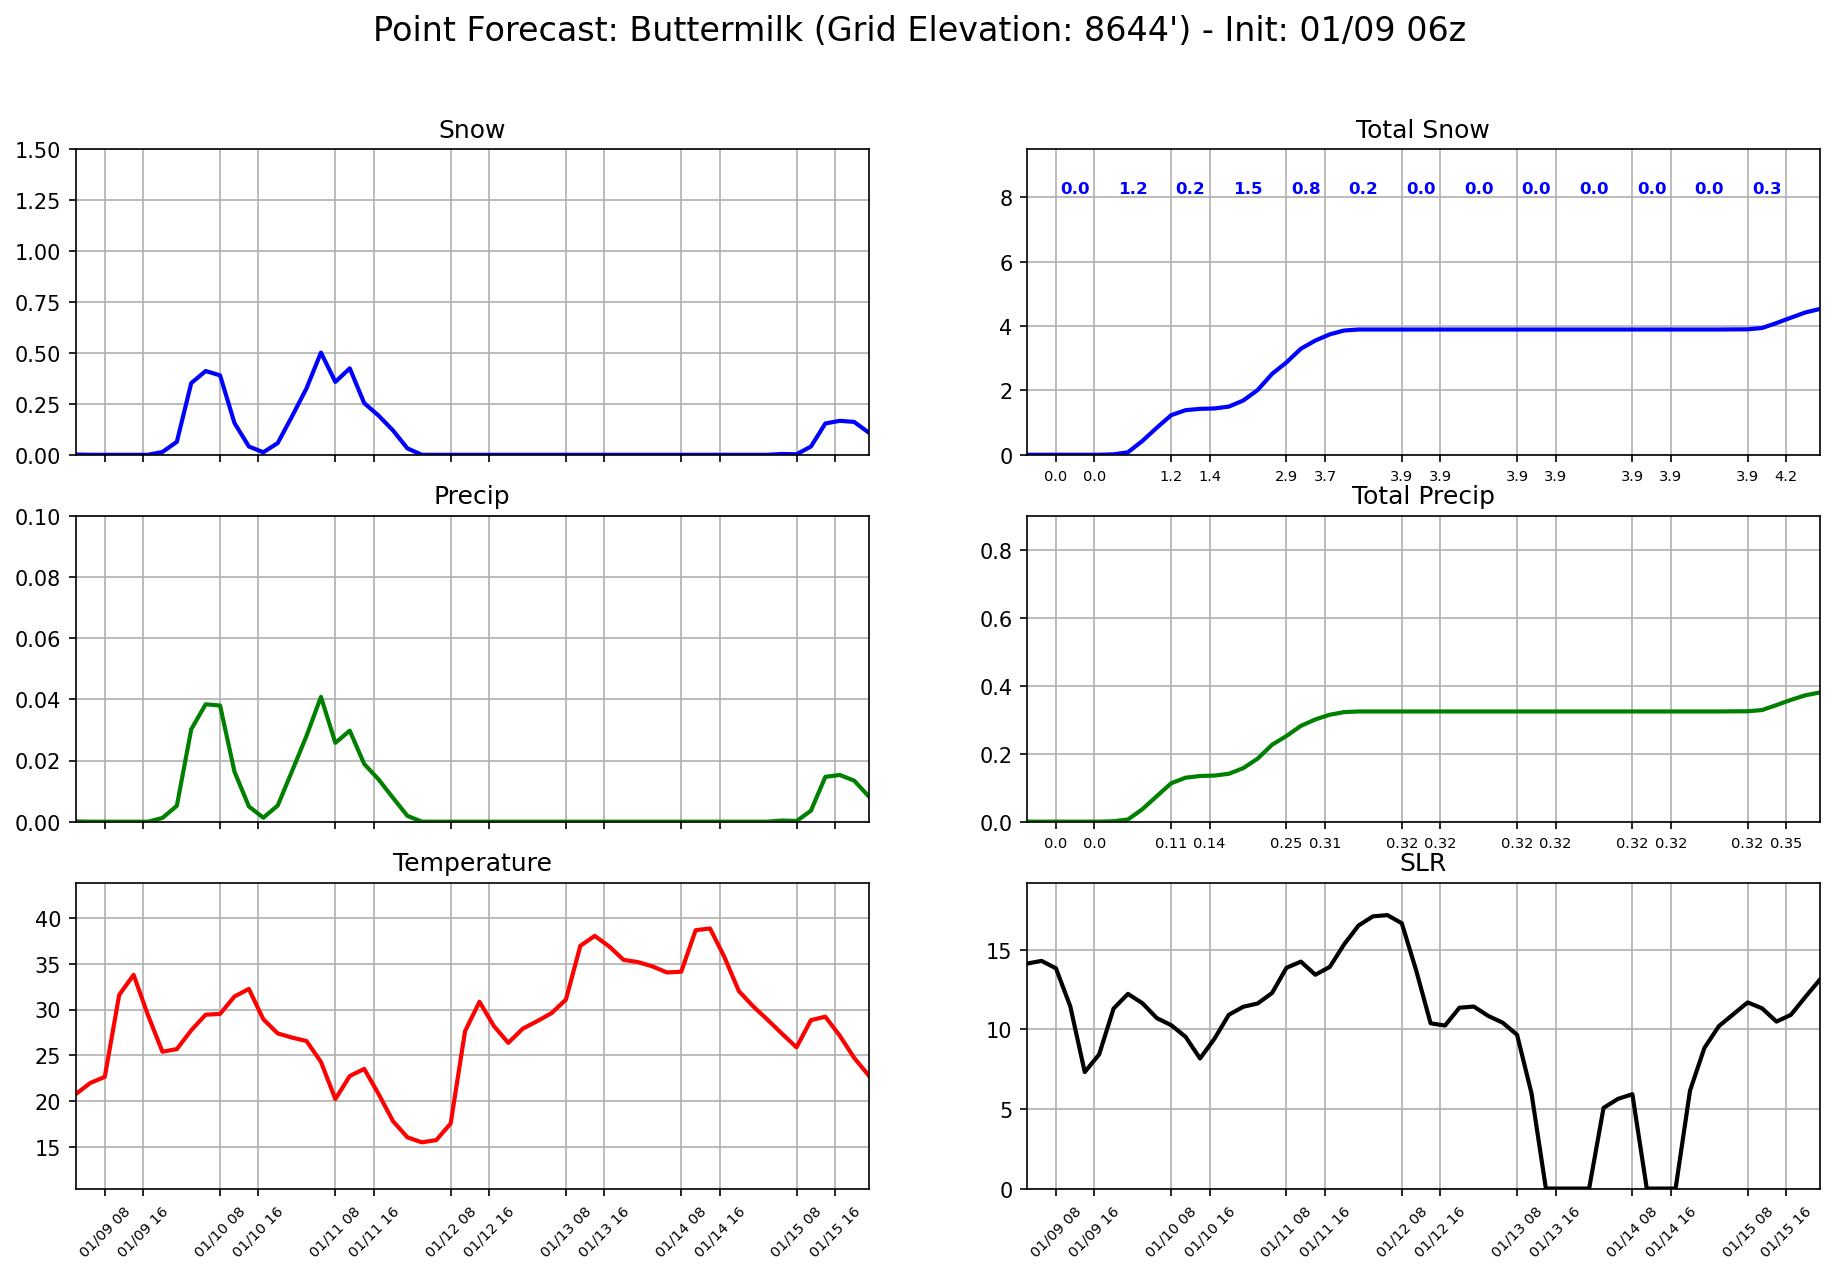 Point Forecast: Buttermilk (Grid Elevation: 8644') - Init: 01/09 06z
Snow
1.50
1.25
1.00
0.75
0.50
0.25
0.00
Total Snow
0.0 1.2 0.2 1.5 0.8 0.2 0.0 0.0 0.0 0.0 0.0 0.0 0.3
8
6
4
2
0
0.0 0.0 1.2 1.4 2.9 3.7 3.9 3.9 3.9 3.9 3.9 3.9 3.9 4.2
Precip
0.10
0.08
0.06
0.04
0.02
0.00
Total Precip
0.8
0.6
0.4
0.2
0.0
0.0 0.0 0.11 0.14 0.25 0.31 0.32 0.32 0.32 0.32 0.32 0.32 0.32 0.35
Temperature
40
35
30
25
20
15
01/09 08 01/09 16 01/10 08 01/10 16 01/11 08 01/11 16 01/12 08 01/12 16 01/13 08 01/13 16 01/14 08 01/14 16 01/15 08 01/15 16
SLR
15
10
5
0
01/09 08 01/09 16 01/10 08 01/10 16 01/11 08 01/11 16 01/12 08 01/12 16 01/13 08 01/13 16 01/14 08 01/14 16 01/15 08 01/15 16